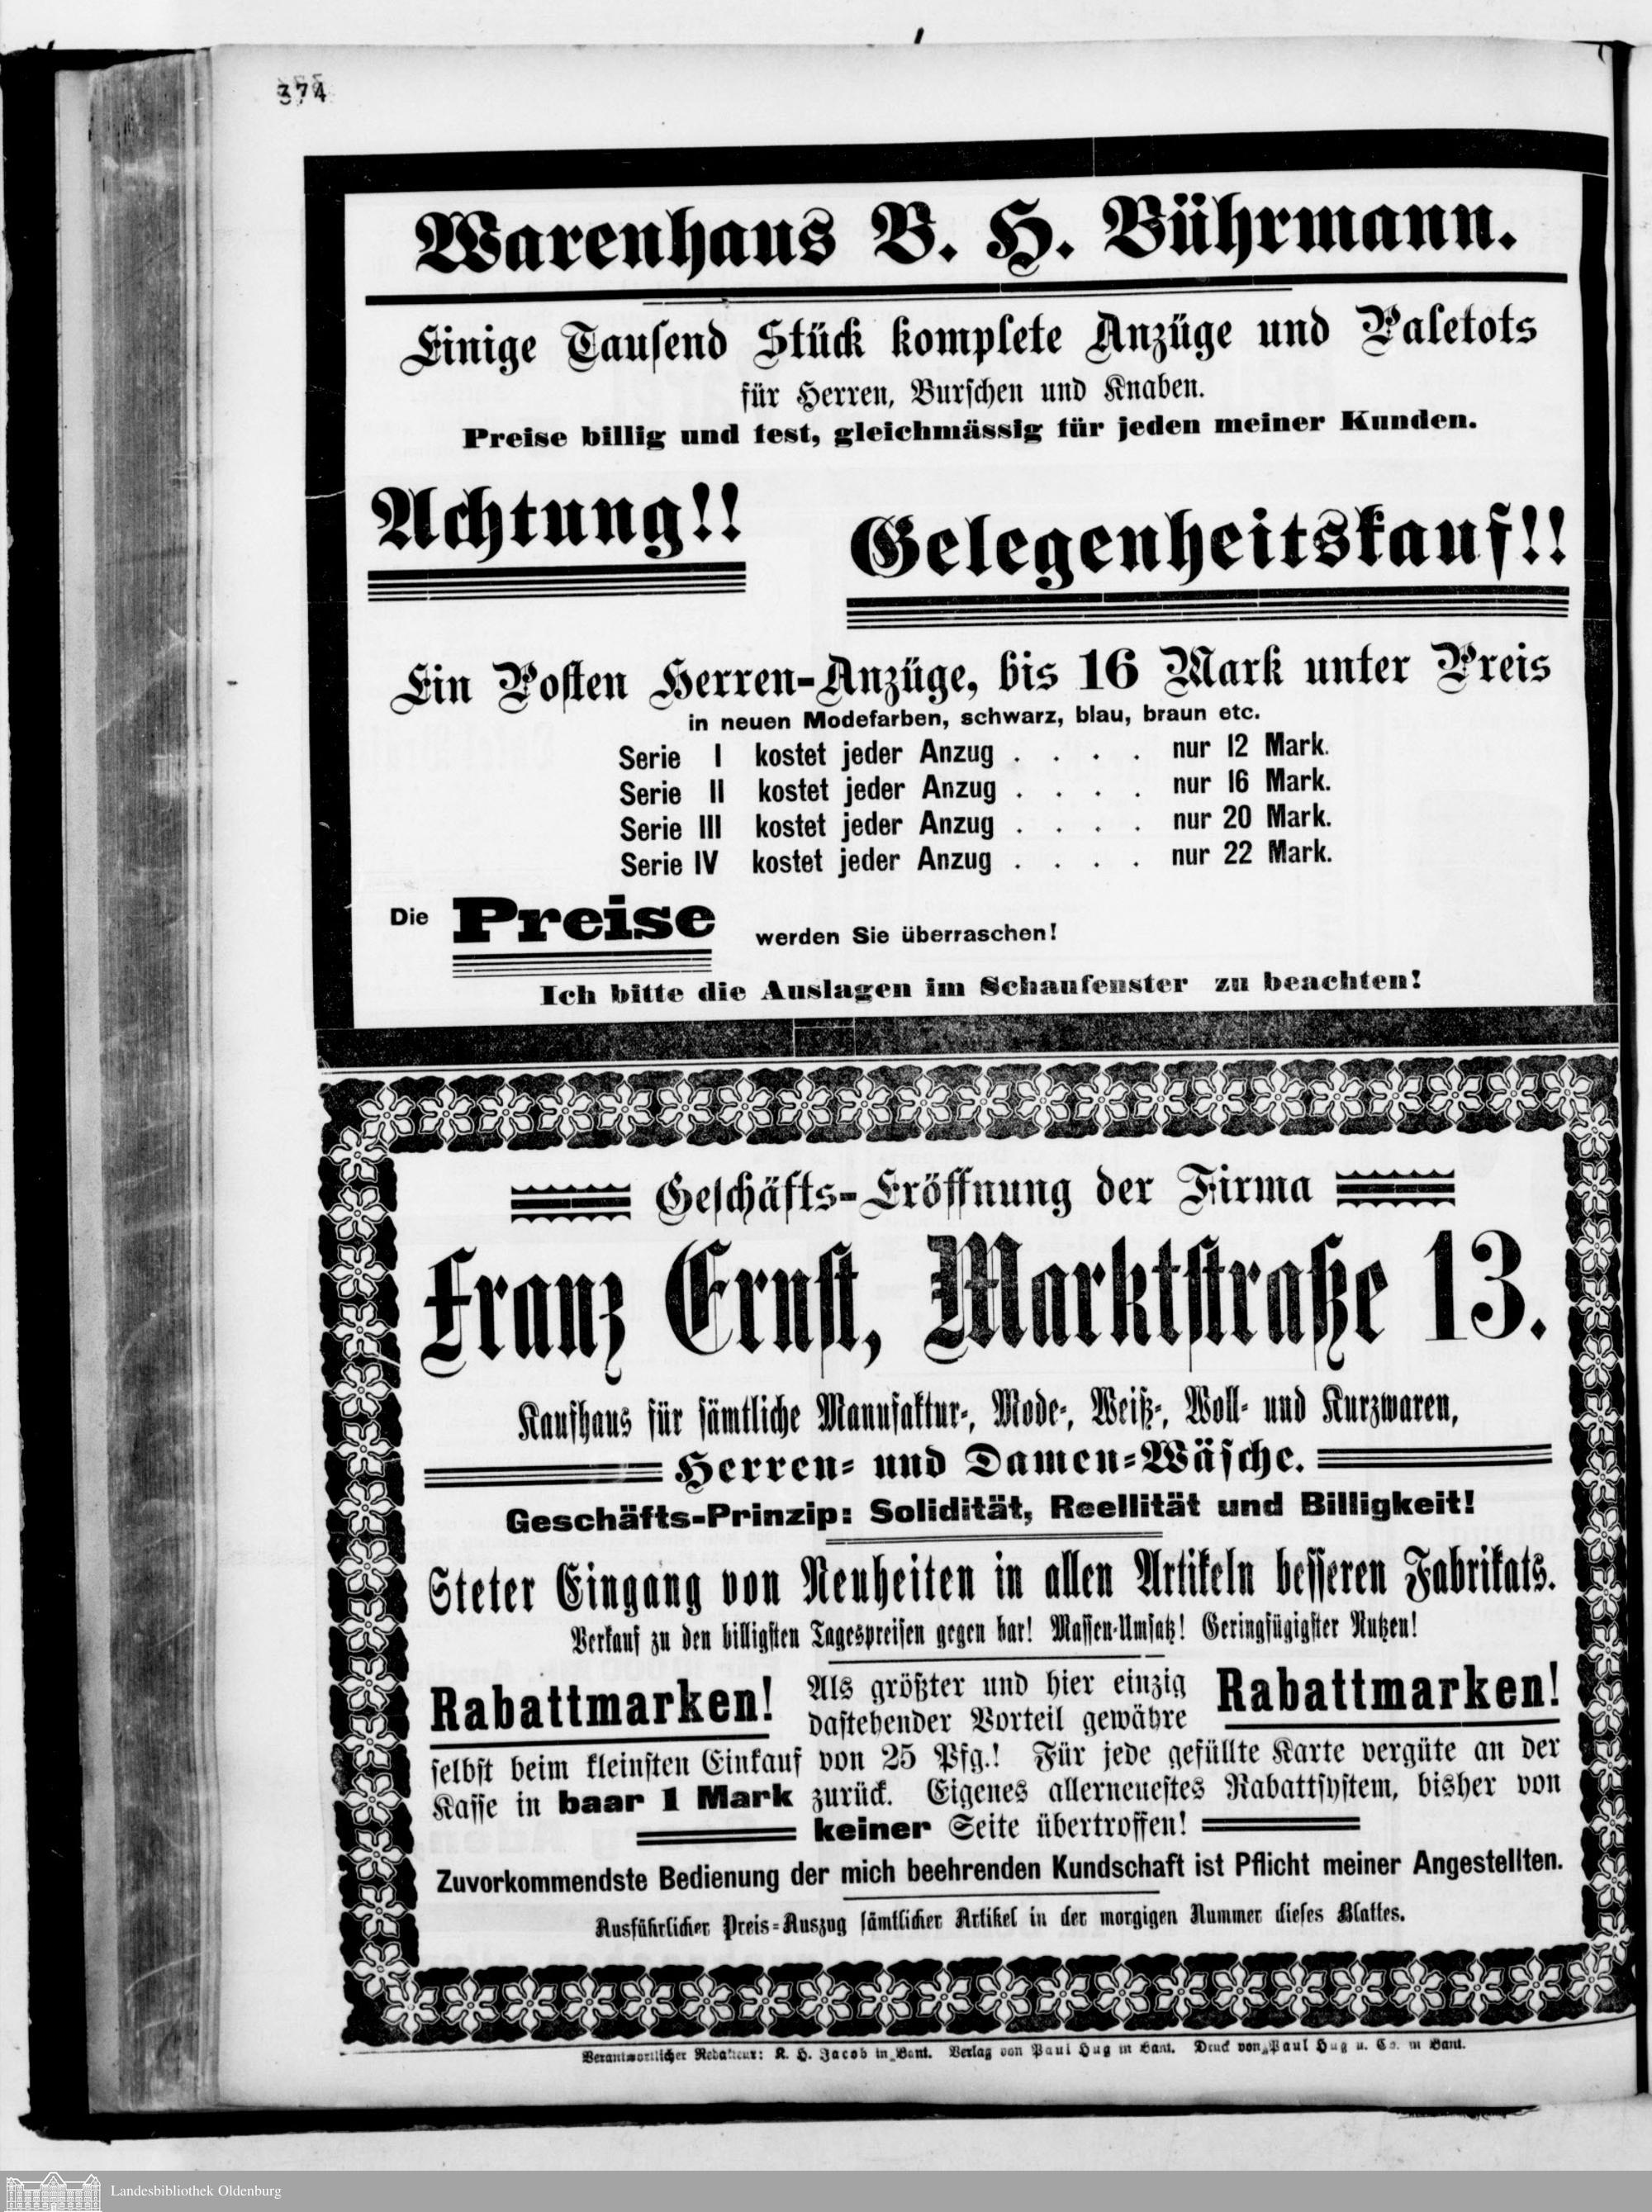 374
Warenhaus B. H. Bührmann.
Einige Tausend Stück komplete Anzüge und Paletots
für Herren, Burschen und Knaben.
Preise billig und fest, gleichmässig für jeden meiner Kunden.
Achtung!! Gelegenheitskauf!!
Ein Posten Herren-Anzüge, bis 16 Mark unter Preis
in neuen Modefarben, schwarz, blau, braun etc.
Serie I kostet jeder Anzug . . . . nur 12 Mark.
Serie II kostet jeder Anzug . . . . nur 16 Mark.
Serie III kostet jeder Anzug . . . . nur 20 Mark.
Serie IV kostet jeder Anzug . . . . nur 22 Mark.
Die Preise werden Sie überraschen!
Ich bitte die Auslagen im Schaufenster zu beachten!
Geschäfts-Eröffnung der Firma
Franz Ernst, Marktstraße 13.
Kaufhaus für sämtliche Manufaktur-, Mode-, Weiß-, Woll- und Kurzwaren,
Herren- und Damen-Wäsche.
Geschäfts-Prinzip: Solidität, Reellität und Billigkeit!
Steter Eingang von Neuheiten in allen Artikeln besseren Fabrikats.
Verkauf zu den billigsten Tagespreisen gegen bar! Massen-Umsatz! Geringfügigster Nutzen!
Rabattmarken! Als größter und hier einzig dastehender Vorteil gewähre Rabattmarken!
selbst beim kleinsten Einkauf von 25 Pfg.! Für jede gefüllte Karte vergüte an der
Kasse in baar 1 Mark zurück. Eigenes allerneuestes Rabattsystem, bisher von
keiner Seite übertroffen!
Zuvorkommendste Bedienung der mich beehrenden Kundschaft ist Pflicht meiner Angestellten.
Ausführlicher Preis-Auszug sämtlicher Artikel in der morgigen Nummer dieses Blattes.
Verantwortlicher Redakteur: K. H. Jacob in Bant. Verlag von Paul Hug in Bant. Druck von Paul Hug u. Co. in Bant.
Landesbibliothek Oldenburg